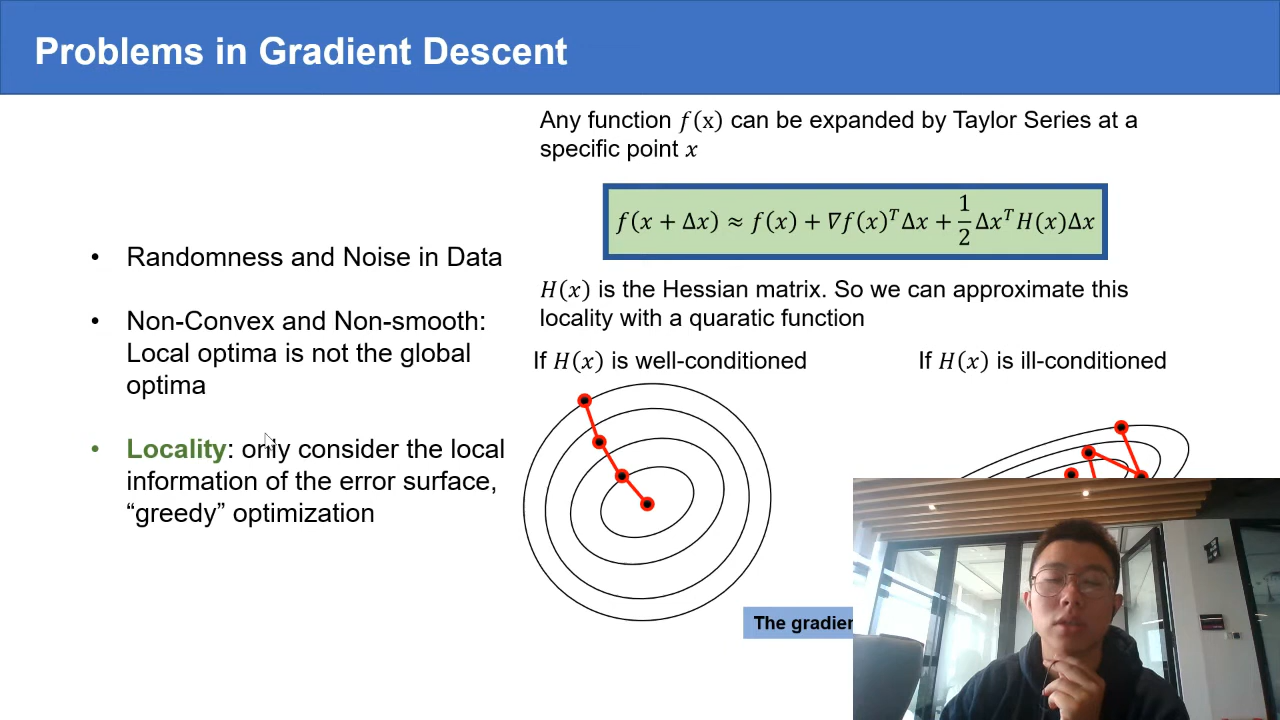 Problems in Gradient Descent
Any function f(x) can be expanded by Taylor Series at a
specific point x
f(x + Δx) ≈ f(x) + ∇f(x)^T Δx + 1/2 Δx^T H(x)Δx
• Randomness and Noise in Data
• Non-Convex and Non-smooth:
Local optima is not the global
optima
• Locality: only consider the local
information of the error surface,
“greedy” optimization
H(x) is the Hessian matrix. So we can approximate this
locality with a quaratic function
If H(x) is well-conditioned
If H(x) is ill-conditioned
The